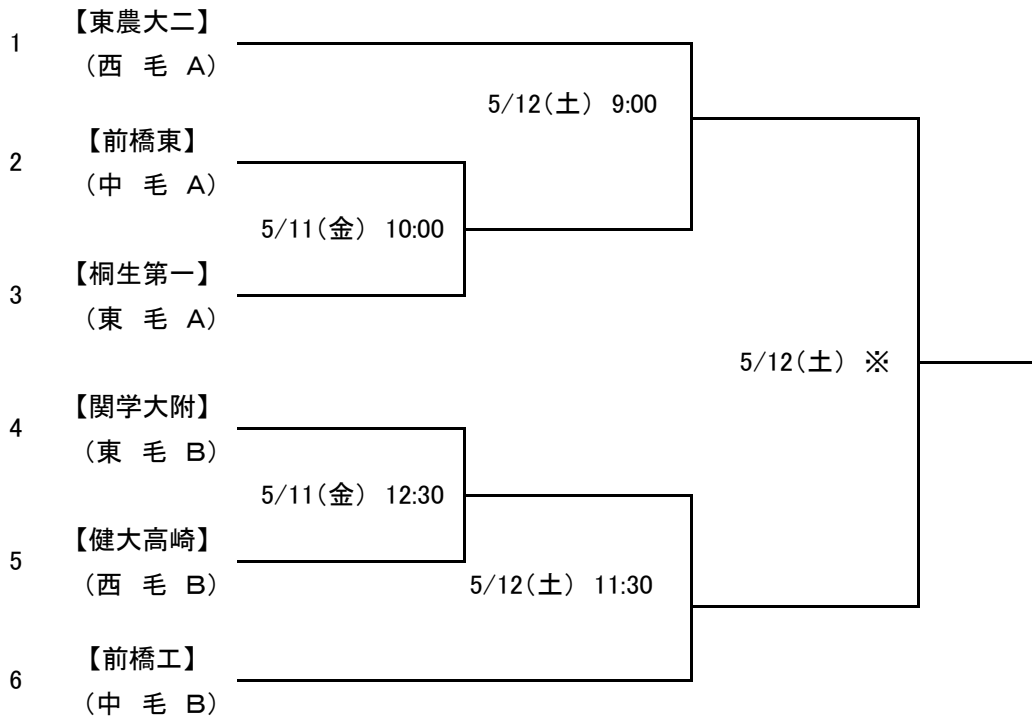 1 【東農大二】
（西 毛 A）
5/12（土） 9:00
2 【前橋東】
（中 毛 A）
5/11（金） 10:00
3 【桐生第一】
（東 毛 A）
5/12（土） ※
4 【関学大附】
（東 毛 B）
5/11（金） 12:30
5 【健大高崎】
（西 毛 B）
5/12（土） 11:30
6 【前橋工】
（中 毛 B）